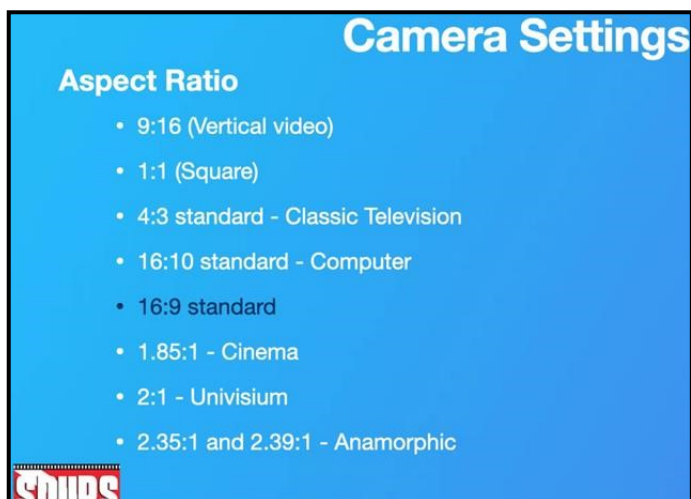 Camera Settings
Aspect Ratio
• 9:16 (Vertical video)
• 1:1 (Square)
• 4:3 standard - Classic Television
• 16:10 standard - Computer
• 16:9 standard
• 1.85:1 - Cinema
• 2:1 - Univisium
• 2.35:1 and 2.39:1 - Anamorphic